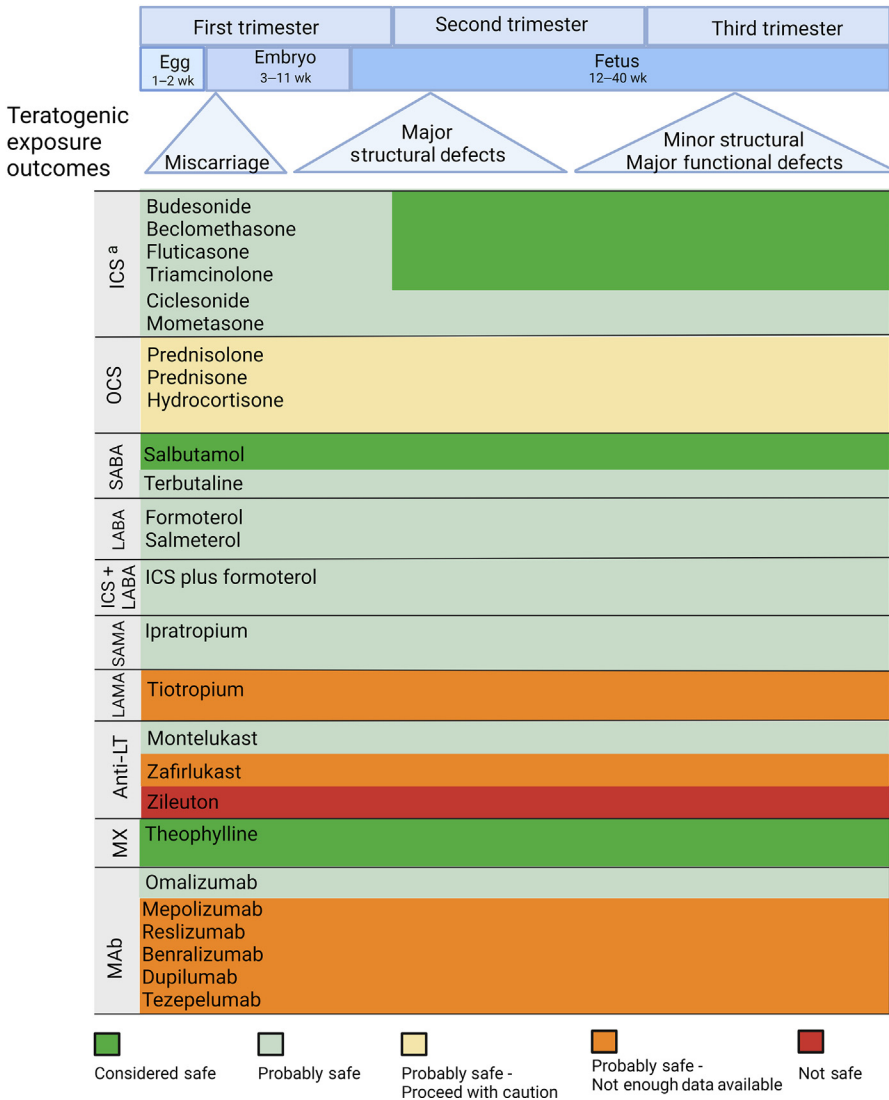 First trimester
Second trimester
Third trimester
Egg
1–2 wk
Embryo
3–11 wk
Fetus
12–40 wk
Teratogenic
exposure
outcomes
Miscarriage
Major
structural defects
Minor structural
Major functional defects
ICS a
Budesonide
Beclomethasone
Fluticasone
Triamcinolone
Ciclesonide
Mometasone
OCS
Prednisolone
Prednisone
Hydrocortisone
SABA
Salbutamol
Terbutaline
LABA
Formoterol
Salmeterol
ICS +
LABA
ICS plus formoterol
SAMA
Ipratropium
LAMA
Tiotropium
Anti-LT
Montelukast
Zafirlukast
Zileuton
MX
Theophylline
MAb
Omalizumab
Mepolizumab
Reslizumab
Benralizumab
Dupilumab
Tezepelumab
Considered safe
Probably safe
Probably safe -
Proceed with caution
Probably safe -
Not enough data available
Not safe